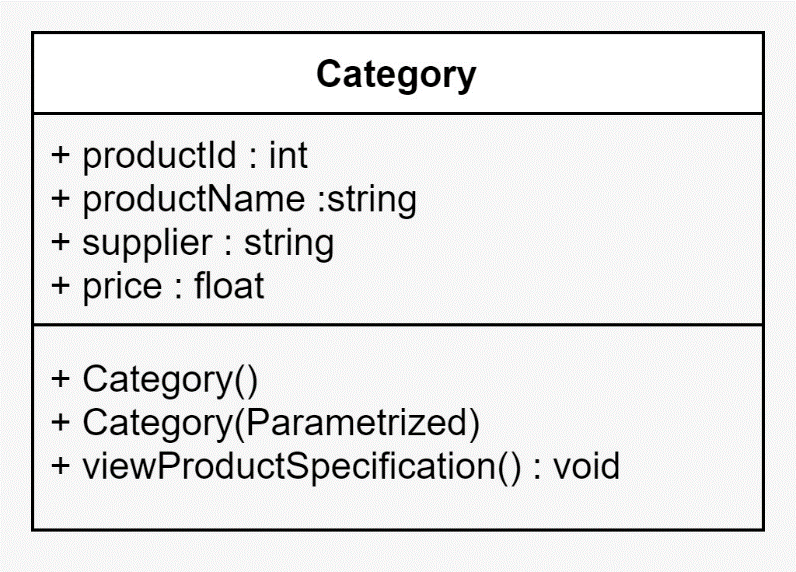 Category
+ productId : int
+ productName :string
+ supplier : string
+ price : float
+ Category()
+ Category(Parametrized)
+ viewProductSpecification() : void